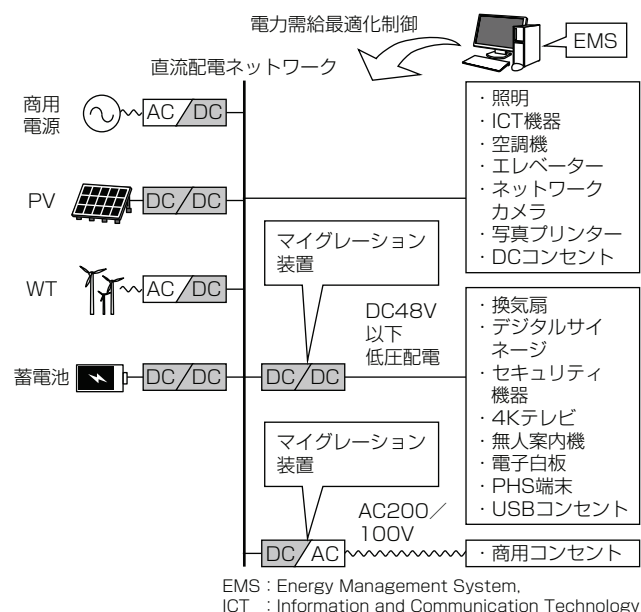 電力需給最適化制御
EMS
直流配電ネットワーク
商用
電源
AC/DC
PV
DC/DC
WT
AC/DC
蓄電池
DC/DC
・照明
・ICT機器
・空調機
・エレベーター
・ネットワーク
カメラ
・写真プリンター
・DCコンセント
マイグレーション
装置
DC/DC
DC48V
以下
低圧配電
・換気扇
・デジタルサイ
ネージ
・セキュリティ
機器
・4Kテレビ
・無人案内機
・電子白板
・PHS端末
・USBコンセント
マイグレーション
装置
DC/AC
AC200／
100V
・商用コンセント
EMS：Energy Management System,
ICT ：Information and Communication Technology